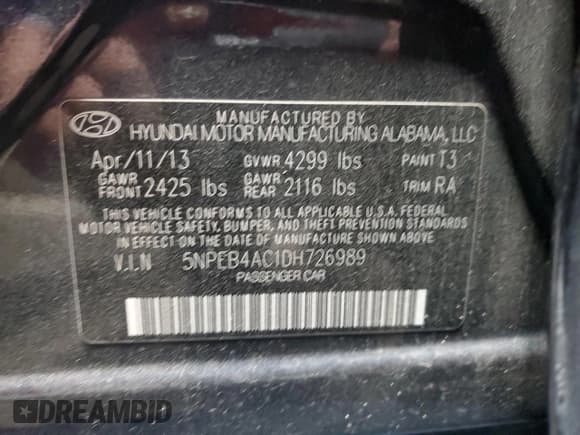 MANUFACTURED BY
HYUNDAI MOTOR MANUFACTURING ALABAMA, LLC
Apr/11/13 GVWR 4299 lbs PAINT T3
GAWR FRONT 2425 lbs GAWR REAR 2116 lbs TRIM RA
THIS VEHICLE CONFORMS TO ALL APPLICABLE U.S.A. FEDERAL
MOTOR VEHICLE SAFETY, BUMPER, AND THEFT PREVENTION STANDARDS
IN EFFECT ON THE DATE OF MANUFACTURE SHOWN ABOVE.
V.I.N 5NPEB4AC1DH726989
PASSENGER CAR
DREAMBID